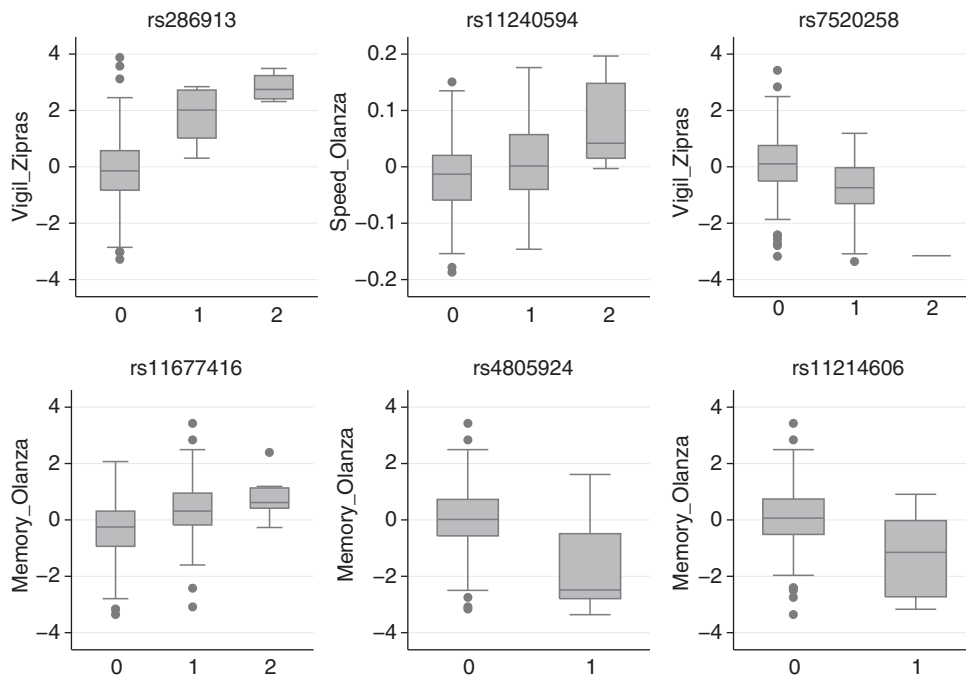 rs286913
rs11240594
rs7520258
Vigil_Zipras
4
2
0
−2
−4
0 1 2
Speed_Olanza
0.2
0.1
0
−0.1
−0.2
0 1 2
Vigil_Zipras
4
2
0
−2
−4
0 1 2
rs11677416
rs4805924
rs11214606
Memory_Olanza
4
2
0
−2
−4
0 1 2
Memory_Olanza
4
2
0
−2
−4
0 1
Memory_Olanza
4
2
0
−2
−4
0 1